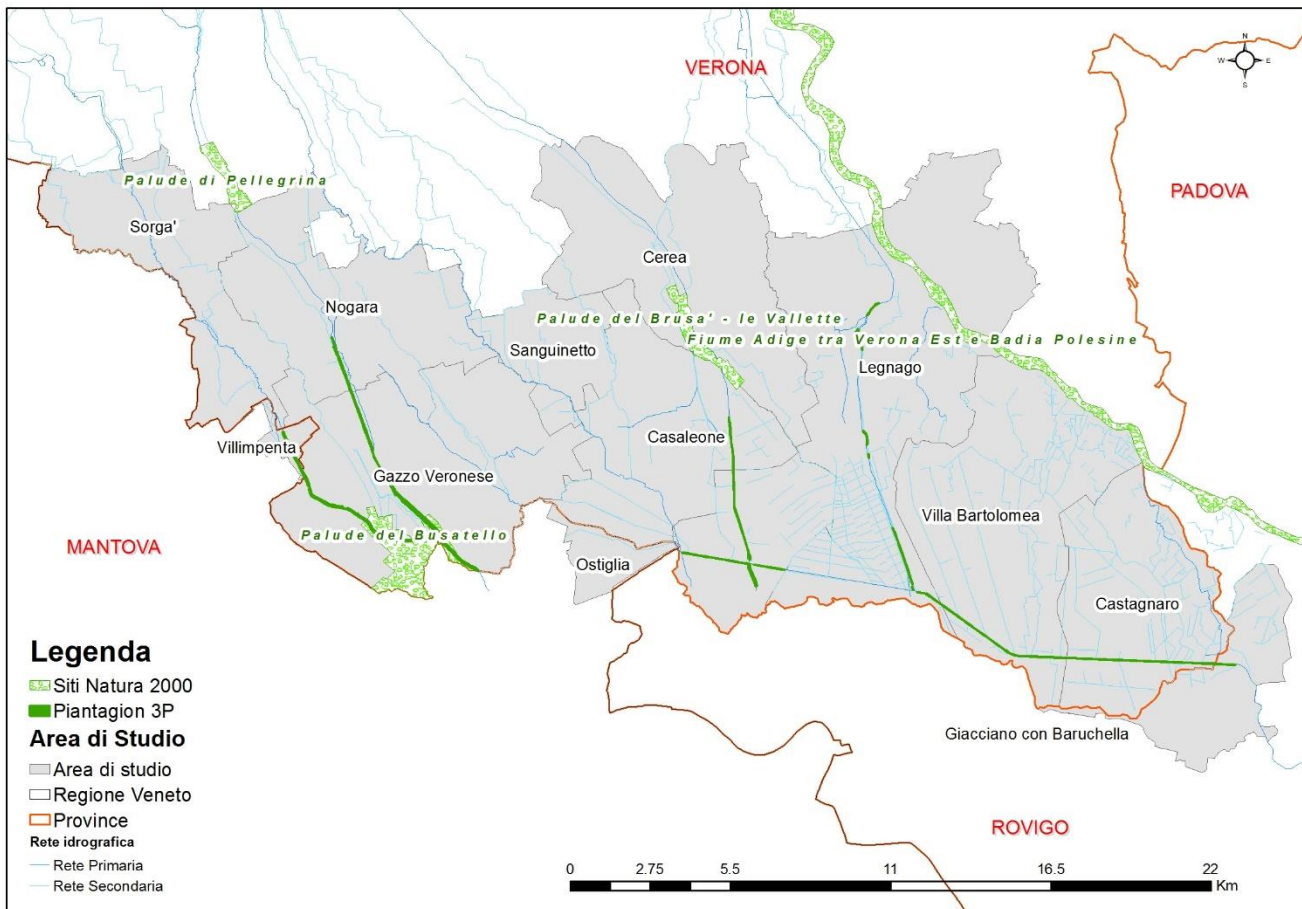 VERONA
N
W
E
S
PADOVA
Palude di Pellegrina
Sorga'
Cerea
Nogara
Palude del Brusa' - le Vallette
Fiume Adige tra Verona Est e Badia Polesine
Sanguinetto
Legnago
Casaleone
Villimpenta
Gazzo Veronese
Villa Bartolomea
Palude del Busatello
MANTOVA
Ostiglia
Castagnaro
Giacciano con Baruchella
ROVIGO
Legenda
Siti Natura 2000
Piantagion 3P
Area di Studio
Area di studio
Regione Veneto
Province
Rete idrografica
Rete Primaria
Rete Secondaria
0 2.75 5.5 11 16.5 22
Km